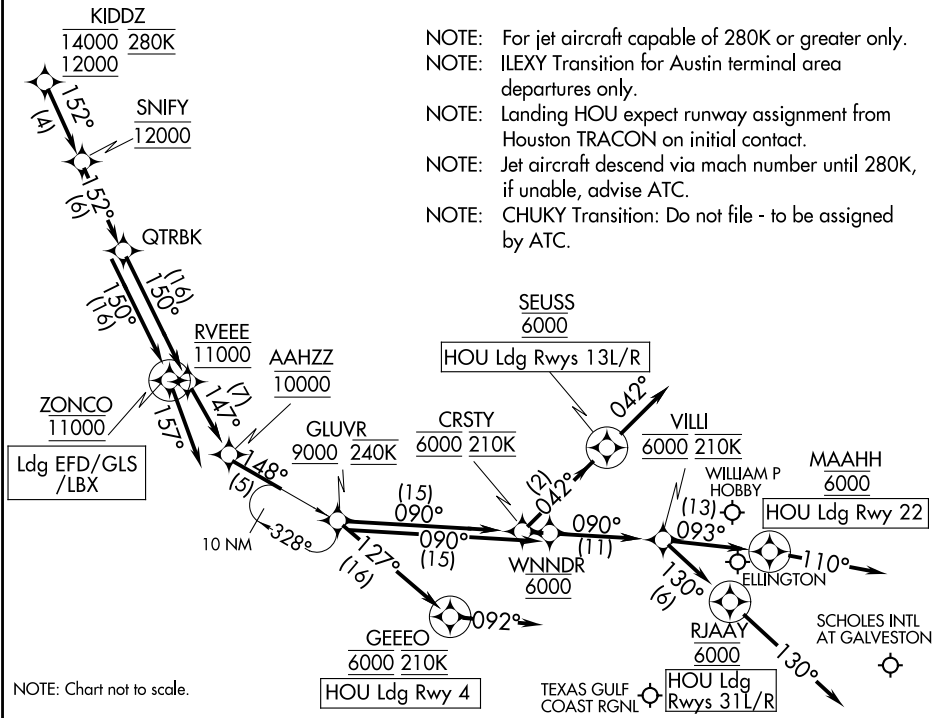 KIDDZ
14000 280K
12000
152°
(4)
SNIFY
12000
152°
(6)
QTRBK
150°
(16)
(16)
150°
RVEEE
11000
ZONCO
11000
Ldg EFD/GLS
/LBX
157°
(7)
147°
AAHZZ
10000
148°
(5)
10 NM
328°
GLUVR
9000 240K
(15)
090°
090°
(15)
127°
(16)
GEEEO
6000 210K
HOU Ldg Rwy 4
092°
CRSTY
6000 210K
(2)
042°
SEUSS
6000
HOU Ldg Rwys 13L/R
042°
WNNDR
6000
090°
(11)
VILLI
6000 210K
WILLIAM P
HOBBY
(13)
093°
MAAHH
6000
HOU Ldg Rwy 22
110°
ELLINGTON
130°
(6)
RJAAY
6000
HOU Ldg
Rwys 31L/R
130°
SCHOLES INTL
AT GALVESTON
TEXAS GULF
COAST RGNL
NOTE: For jet aircraft capable of 280K or greater only.
NOTE: ILEXY Transition for Austin terminal area
departures only.
NOTE: Landing HOU expect runway assignment from
Houston TRACON on initial contact.
NOTE: Jet aircraft descend via mach number until 280K,
if unable, advise ATC.
NOTE: CHUKY Transition: Do not file - to be assigned
by ATC.
NOTE: Chart not to scale.